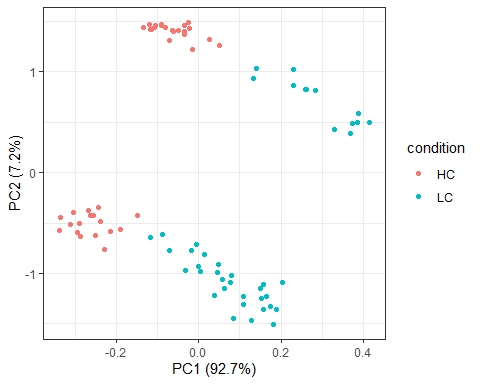 PC2 (7.2%)
1
0
-1
-0.2
0.0
0.2
0.4
PC1 (92.7%)
condition
HC
LC